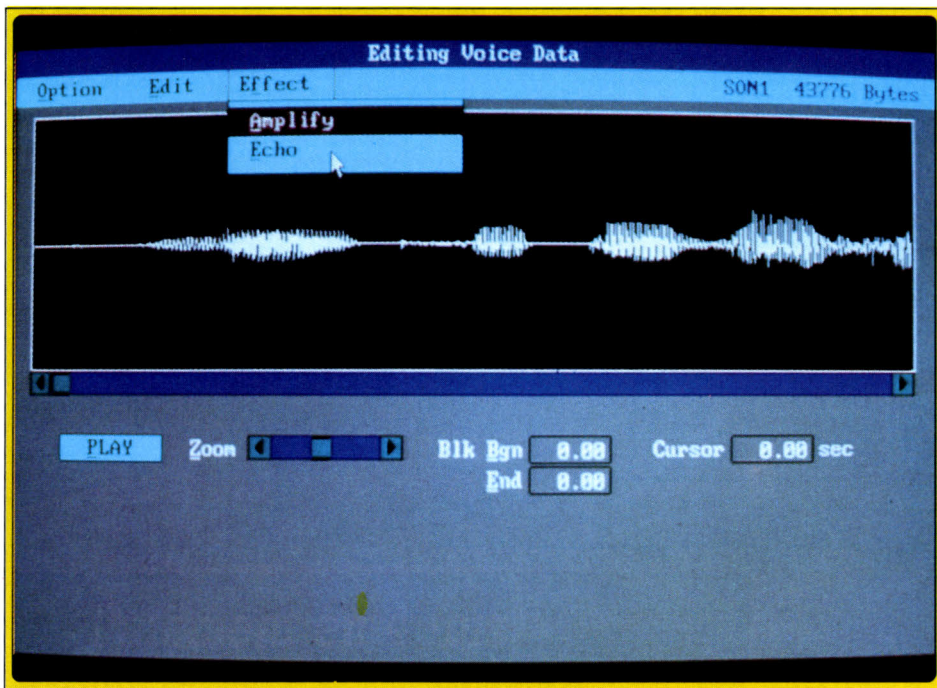 Editing Voice Data
Option Edit Effect SON1 43776 Bytes
Amplify
Echo
PLAY Zoom Blk Bgn 0.00 Cursor 0.00 sec
End 0.00